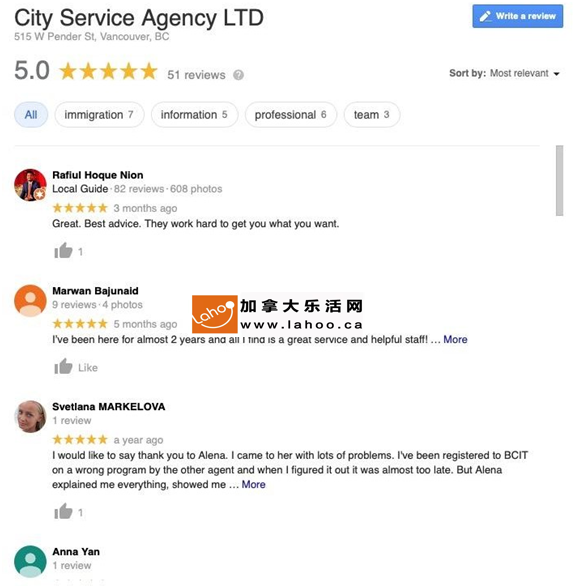 City Service Agency LTD
Write a review
515 W Pender St, Vancouver, BC
5.0 51 reviews ?
Sort by: Most relevant
All immigration 7 information 5 professional 6 team 3
Rafiul Hoque Nion
Local Guide · 82 reviews · 608 photos
3 months ago
Great. Best advice. They work hard to get you what you want.
1
Marwan Bajunaid
9 reviews · 4 photos
5 months ago
Lahoo 加拿大乐活网
www.lahoo.ca
I've been here for almost 2 years and all I find is a great service and helpful staff! ... More
Like
Svetlana MARKELOVA
1 review
a year ago
I would like to say thank you to Alena. I came to her with lots of problems. I've been registered to BCIT
on a wrong program by the other agent and when I figured it out it was almost too late. But Alena
explained me everything, showed me ... More
1
Anna Yan
1 review